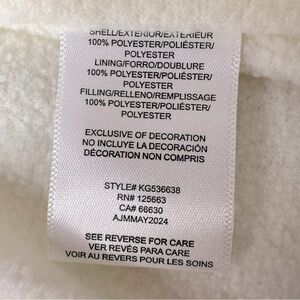 SHELL/EXTERIOR/EXTÉRIEUR
100% POLYESTER/POLIÉSTER/
POLYESTER
LINING/FORRO/DOUBLURE
100% POLYESTER/POLIÉSTER/
POLYESTER
FILLING/RELLENO/REMPLISSAGE
100% POLYESTER/POLIÉSTER/
POLYESTER
EXCLUSIVE OF DECORATION
NO INCLUYE LA DECORACIÓN
DÉCORATION NON COMPRIS
STYLE# KG536638
RN# 125663
CA# 66630
AJMMAY2024
SEE REVERSE FOR CARE
VER REVÉS PARA CARE
VOIR AU REVERS POUR LES SOINS